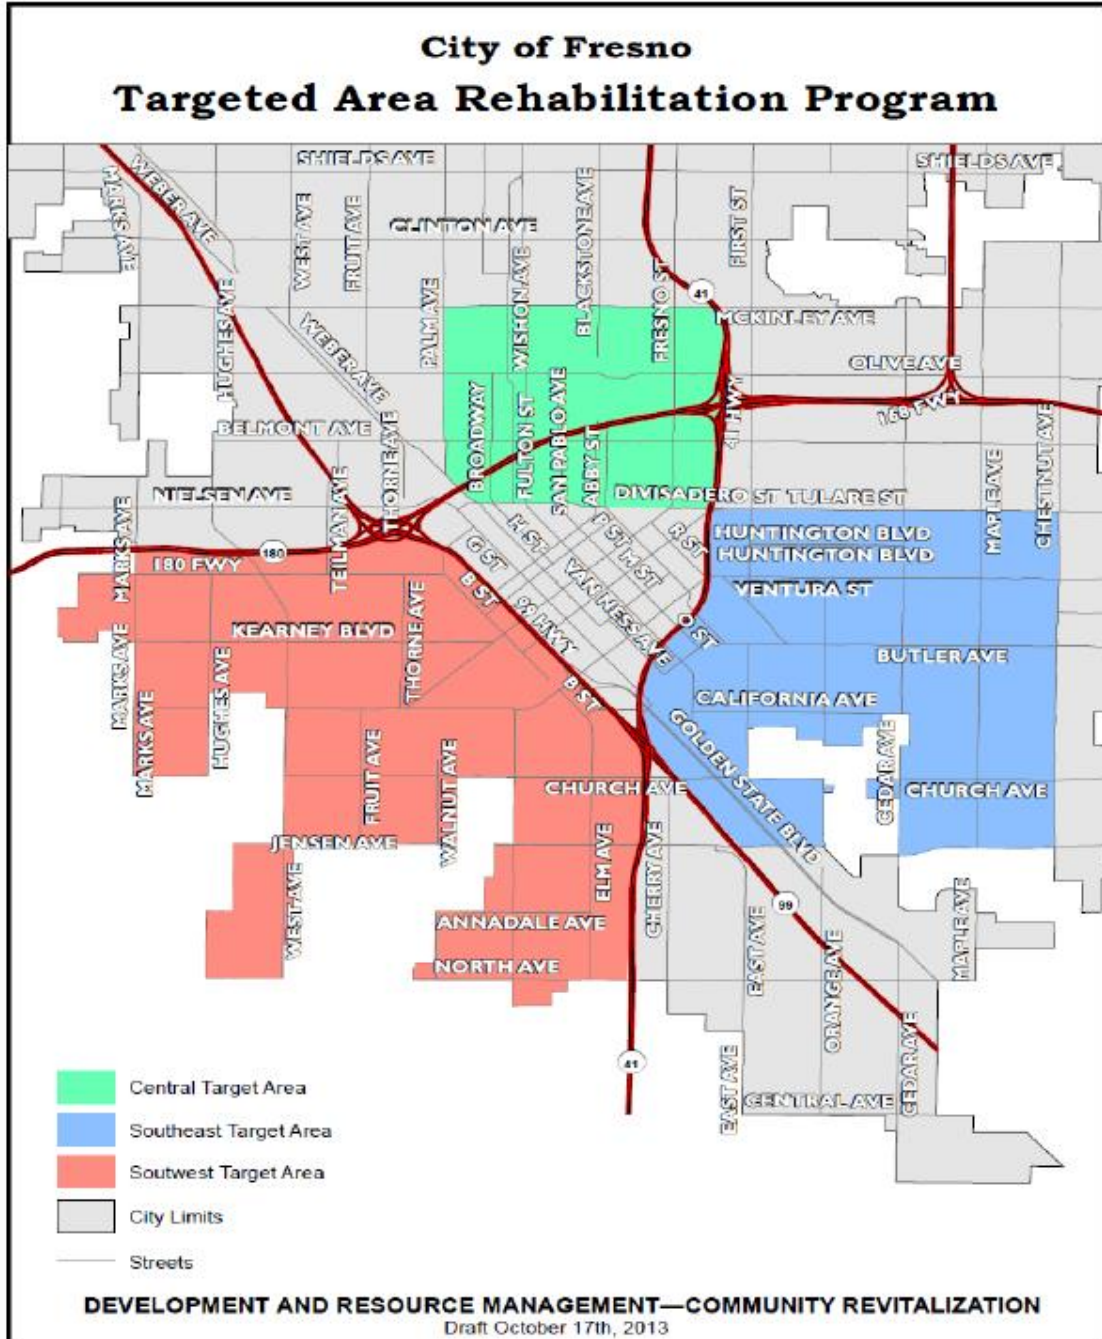 City of Fresno
Targeted Area Rehabilitation Program
SHIELDS AVE
SHIELDS AVE
WEBER AVE
MARKS AVE
WEST AVE
FRUIT AVE
CLINTON AVE
BLACKSTONE AVE
FIRST ST
PALM AVE
WISHON AVE
FRESNO ST
41
HUGHES AVE
MCKINLEY AVE
WEBER AVE
OLIVE AVE
BROADWAY
FULTON ST
SAN PABLO AVE
ABBY ST
41 HWY
168 FWY
BELMONT AVE
THORNE AVE
CHESTNUT AVE
MAPLE AVE
NIELSEN AVE
TEILMAN AVE
DIVISADERO ST
TULARE ST
MARKS AVE
H ST
P ST
M ST
R ST
HUNTINGTON BLVD
HUNTINGTON BLVD
180
180 FWY
G ST
B ST
VAN NESS AVE
VENTURA ST
THORNE AVE
99 HWY
O ST
KEARNEY BLVD
BUTLER AVE
MARKS AVE
HUGHES AVE
B ST
CALIFORNIA AVE
MARKS AVE
FRUIT AVE
WALNUT AVE
GOLDEN STATE BLVD
CEDAR AVE
CHURCH AVE
CHURCH AVE
JENSEN AVE
ELM AVE
CHERRY AVE
WEST AVE
99
ANNADALE AVE
EAST AVE
ORANGE AVE
MAPLE AVE
NORTH AVE
41
EAST AVE
CEDAR AVE
CENTRAL AVE
Central Target Area
Southeast Target Area
Soutwest Target Area
City Limits
Streets
DEVELOPMENT AND RESOURCE MANAGEMENT—COMMUNITY REVITALIZATION
Draft October 17th, 2013